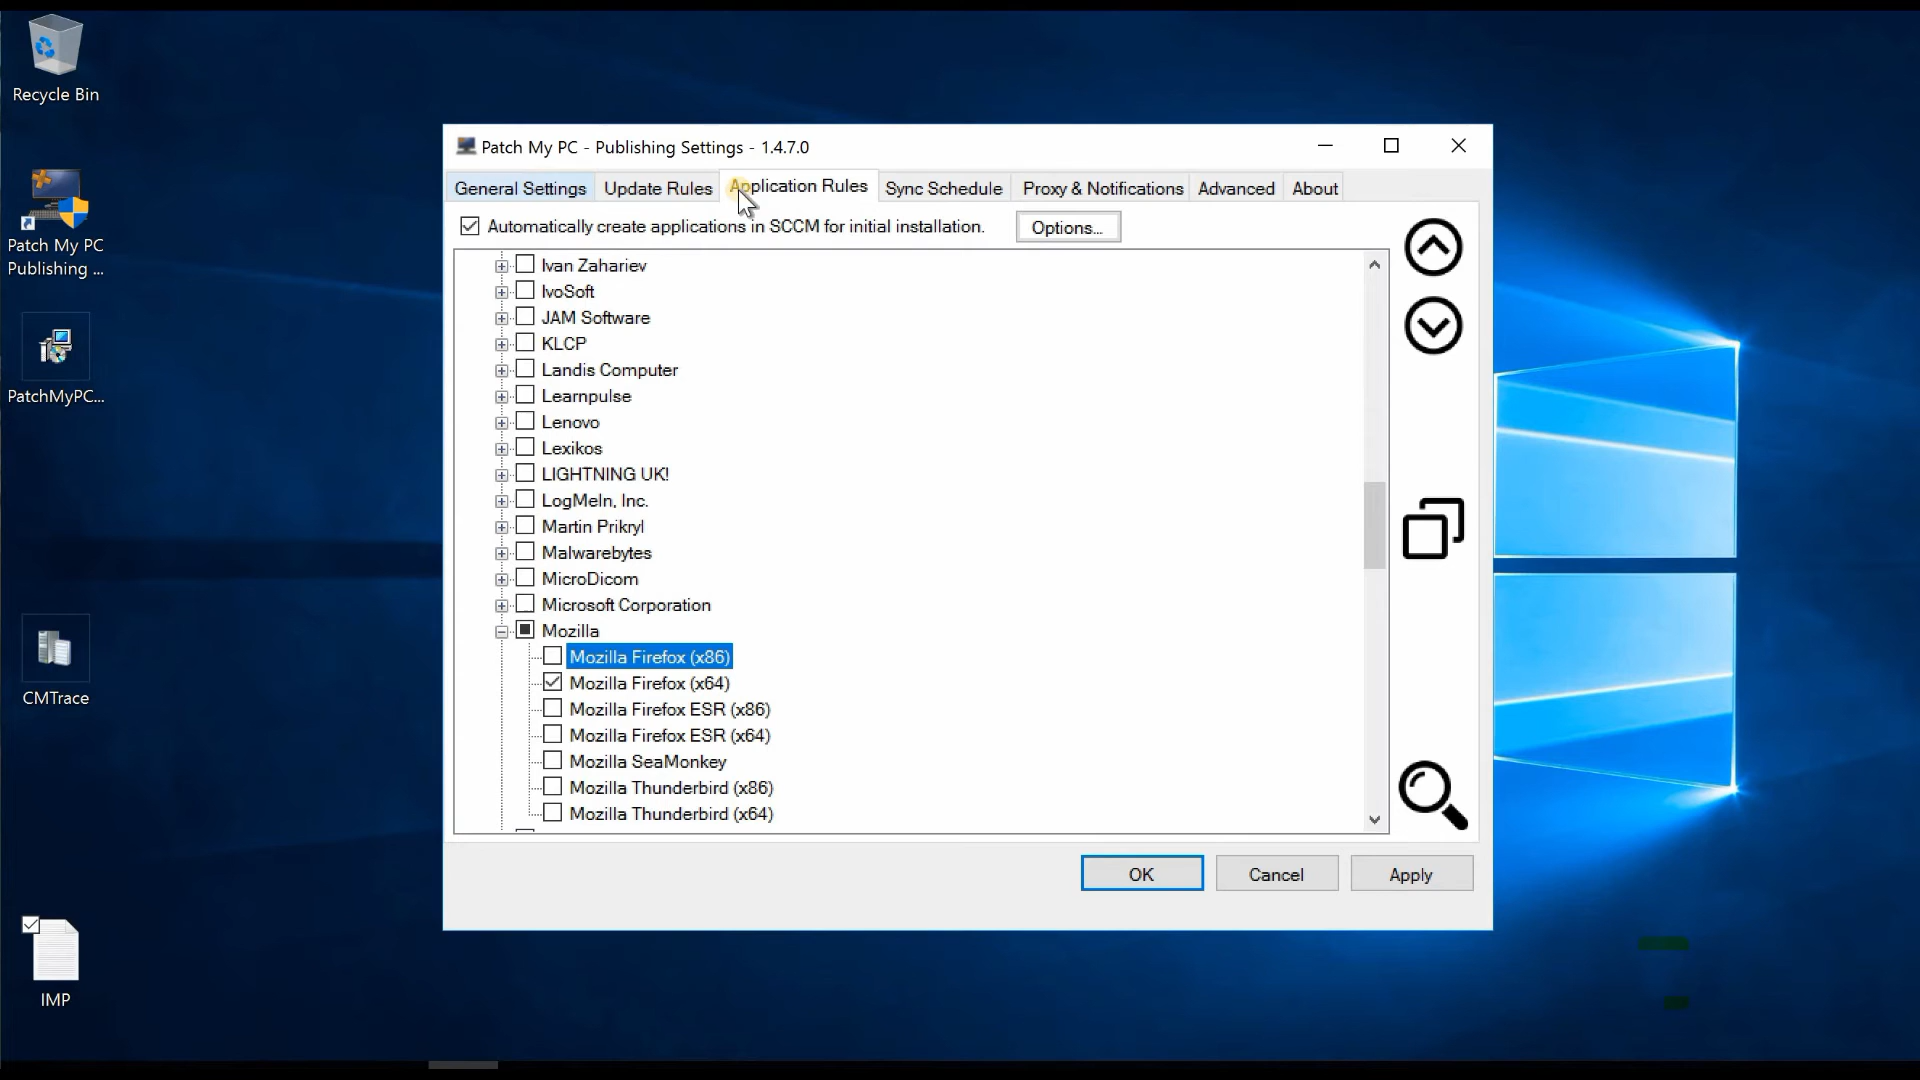 Recycle Bin
Patch My PC
Publishing ...
PatchMyPC...
CMTrace
IMP
Patch My PC - Publishing Settings - 1.4.7.0
General Settings
Update Rules
Application Rules
Sync Schedule
Proxy & Notifications
Advanced
About
Automatically create applications in SCCM for initial installation.
Options...
Ivan Zahariev
IvoSoft
JAM Software
KLCP
Landis Computer
Learnpulse
Lenovo
Lexikos
LIGHTNING UK!
LogMeIn, Inc.
Martin Prikryl
Malwarebytes
MicroDicom
Microsoft Corporation
Mozilla
Mozilla Firefox (x86)
Mozilla Firefox (x64)
Mozilla Firefox ESR (x86)
Mozilla Firefox ESR (x64)
Mozilla SeaMonkey
Mozilla Thunderbird (x86)
Mozilla Thunderbird (x64)
OK
Cancel
Apply